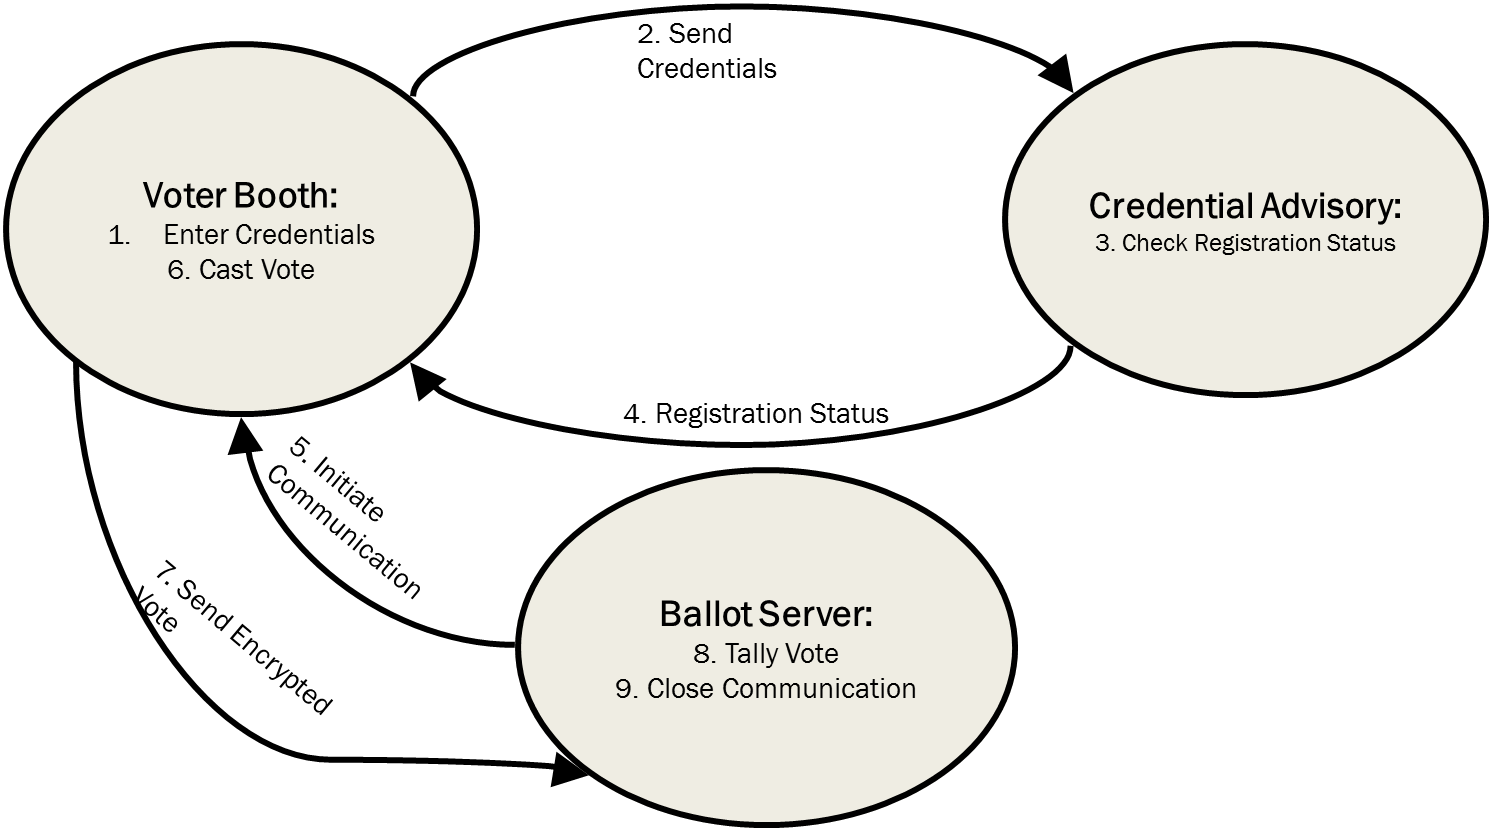 2. Send
Credentials
Voter Booth:
1. Enter Credentials
6. Cast Vote
Credential Advisory:
3. Check Registration Status
4. Registration Status
5. Initiate
Communication
7. Send Encrypted
Vote
Ballot Server:
8. Tally Vote
9. Close Communication